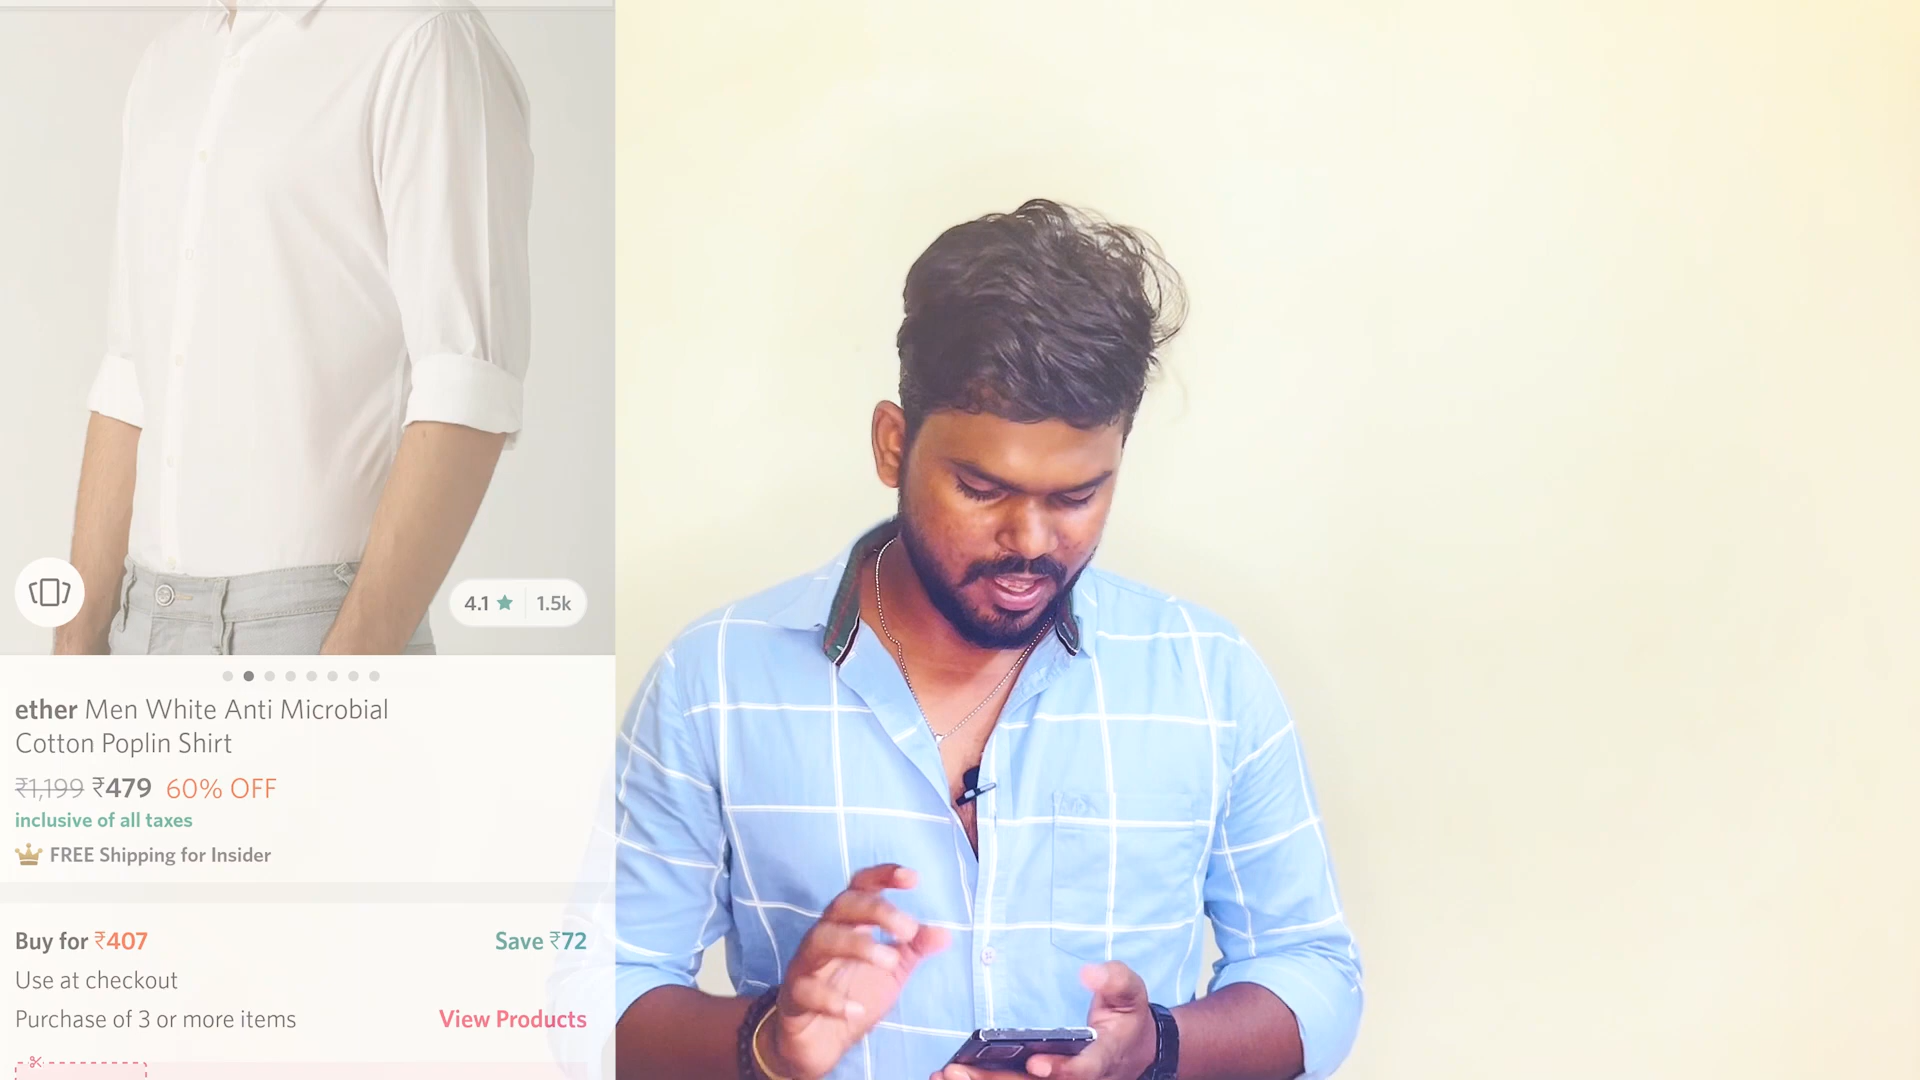 4.1 ★ 1.5k
ether Men White Anti Microbial
Cotton Poplin Shirt
₹1,199 ₹479 60% OFF
inclusive of all taxes
FREE Shipping for Insider
Buy for ₹407 Save ₹72
Use at checkout
Purchase of 3 or more items View Products